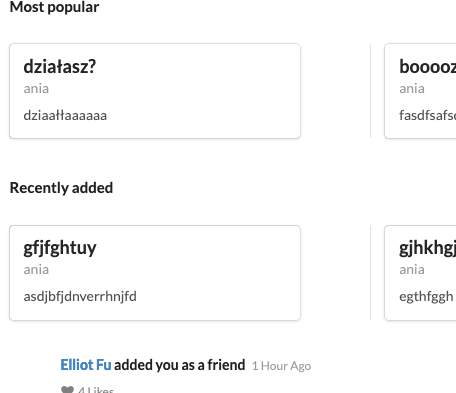 Most popular
działasz?
ania
dziaałłaaaaaa
booooz
ania
fasdfsafsd
Recently added
gfjfghtuy
ania
asdjbfjdnverrhnjfd
gjhkhgj
ania
egthfggh
Elliot Fu added you as a friend 1 Hour Ago
4 Likes